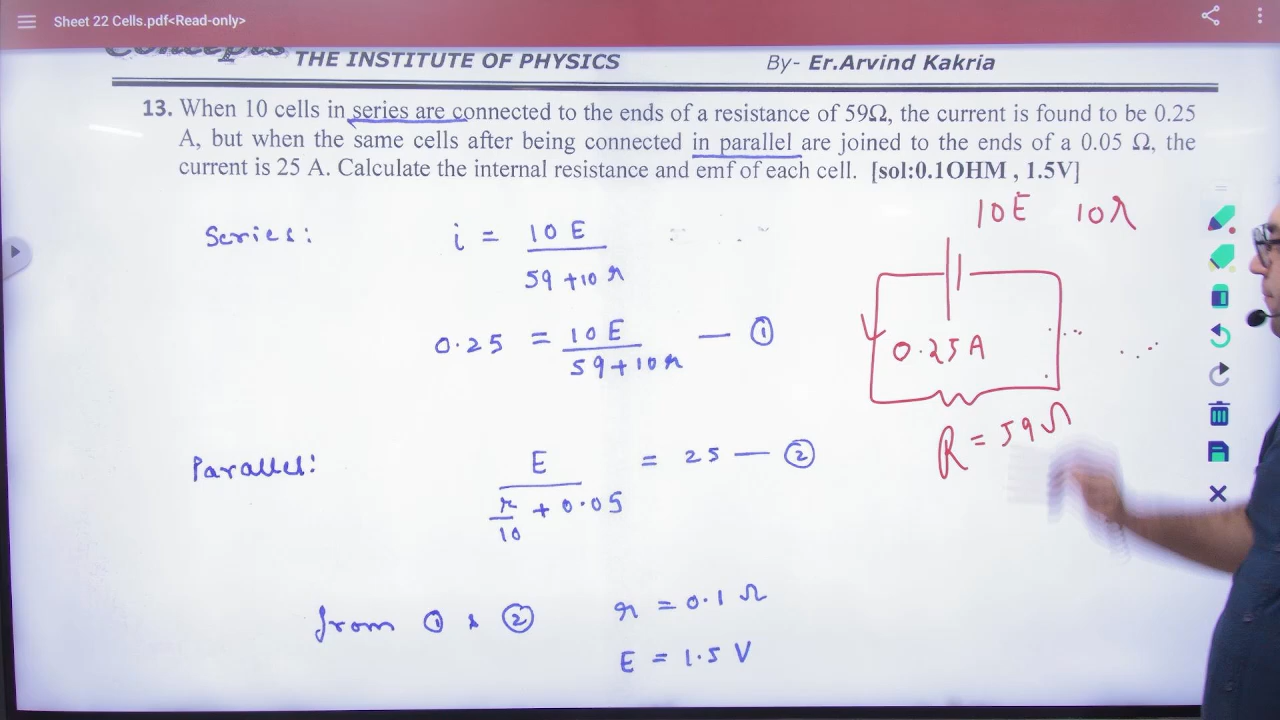 Sheet 22 Cells.pdf<Read-only>
Concepts THE INSTITUTE OF PHYSICS By- Er.Arvind Kakria
13. When 10 cells in series are connected to the ends of a resistance of 59Ω, the current is found to be 0.25
A, but when the same cells after being connected in parallel are joined to the ends of a 0.05 Ω, the
current is 25 A. Calculate the internal resistance and emf of each cell. [sol:0.1OHM , 1.5V]
10E 10r
Series: i = 10 E
59 +10 r
0.25 = 10 E — ①
59+10r
0.25A
R = 59Ω
Parallel: E = 25 — ②
r + 0.05
10
from ① & ② r = 0.1 Ω
E = 1.5 V